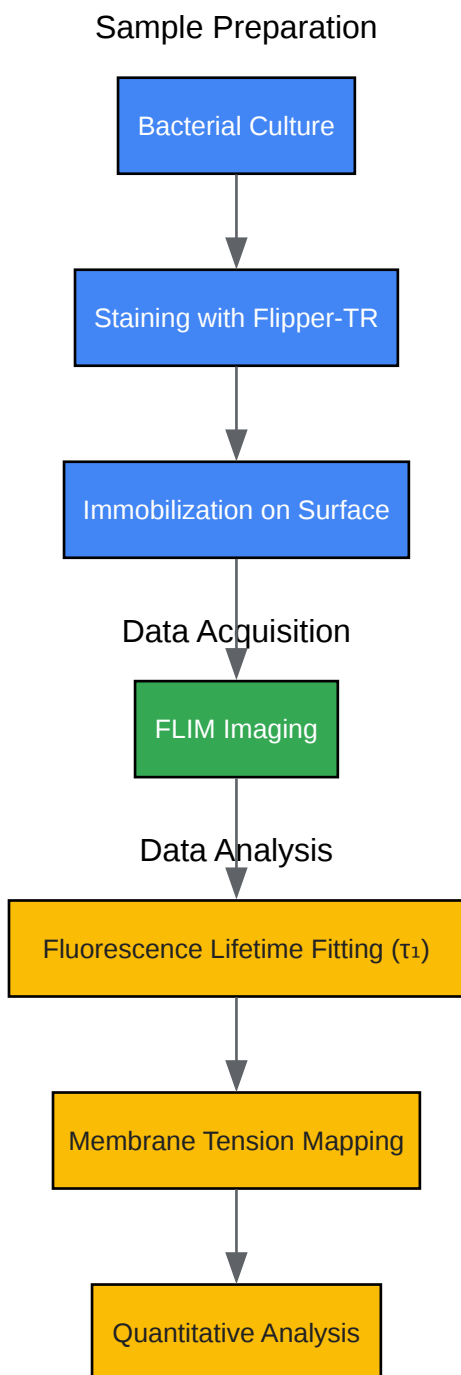 Sample Preparation
Bacterial Culture
Staining with Flipper-TR
Immobilization on Surface
Data Acquisition
FLIM Imaging
Data Analysis
Fluorescence Lifetime Fitting (τ₁)
Membrane Tension Mapping
Quantitative Analysis